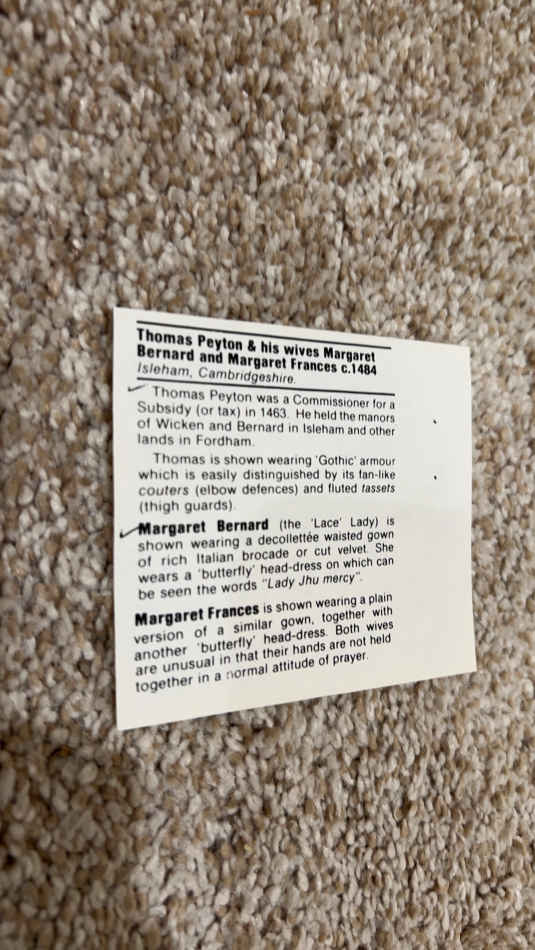 Thomas Peyton & his wives Margaret
Bernard and Margaret Frances c.1484
Isleham, Cambridgeshire.
Thomas Peyton was a Commissioner for a
Subsidy (or tax) in 1463. He held the manors
of Wicken and Bernard in Isleham and other
lands in Fordham.
Thomas is shown wearing 'Gothic' armour
which is easily distinguished by its fan-like
couters (elbow defences) and fluted tassets
(thigh guards).
Margaret Bernard (the 'Lace' Lady) is
shown wearing a decollettée waisted gown
of rich Italian brocade or cut velvet. She
wears a 'butterfly' head-dress on which can
be seen the words "Lady Jhu mercy".
Margaret Frances is shown wearing a plain
version of a similar gown, together with
another 'butterfly' head-dress. Both wives
are unusual in that their hands are not held
together in a normal attitude of prayer.